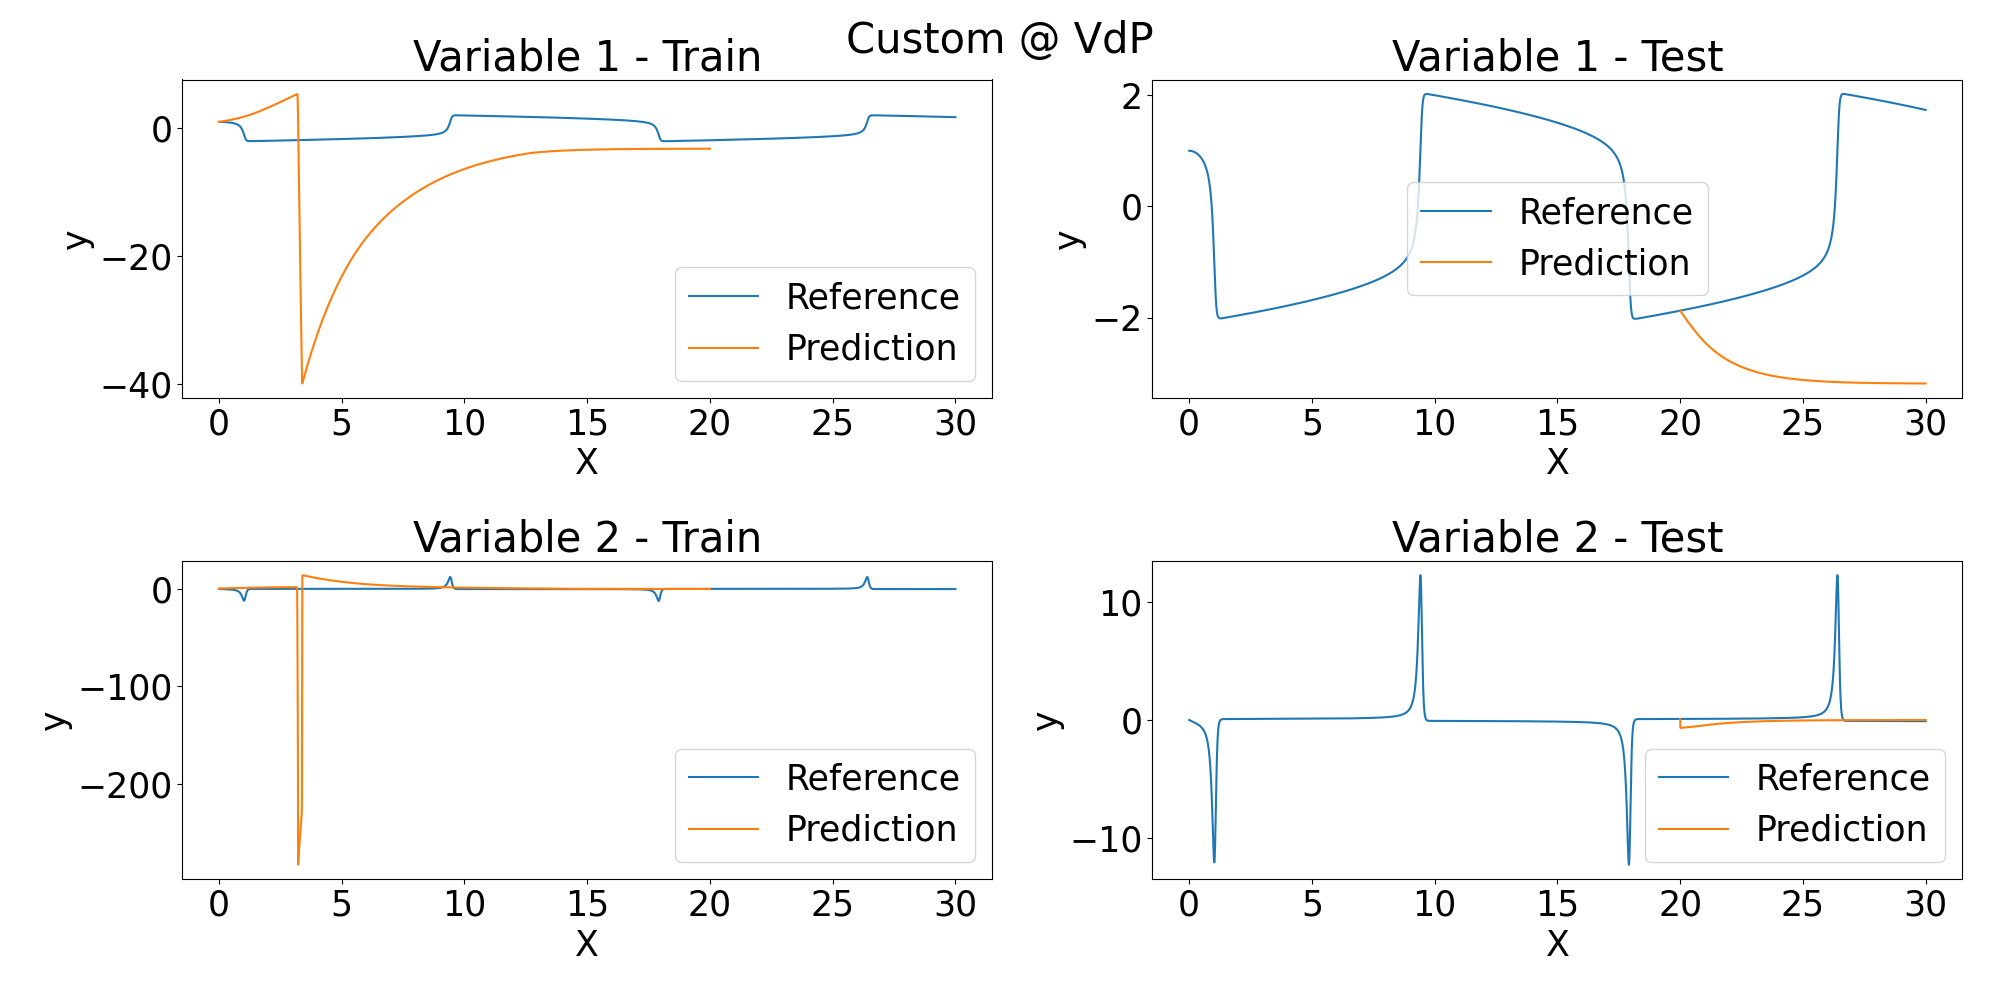 Custom @ VdP
Variable 1 - Train
0
−20
−40
y
Reference
Prediction
0 5 10 15 20 25 30
X
Variable 1 - Test
2
0
−2
y
Reference
Prediction
0 5 10 15 20 25 30
X
Variable 2 - Train
0
−100
−200
y
Reference
Prediction
0 5 10 15 20 25 30
X
Variable 2 - Test
10
0
−10
y
Reference
Prediction
0 5 10 15 20 25 30
X